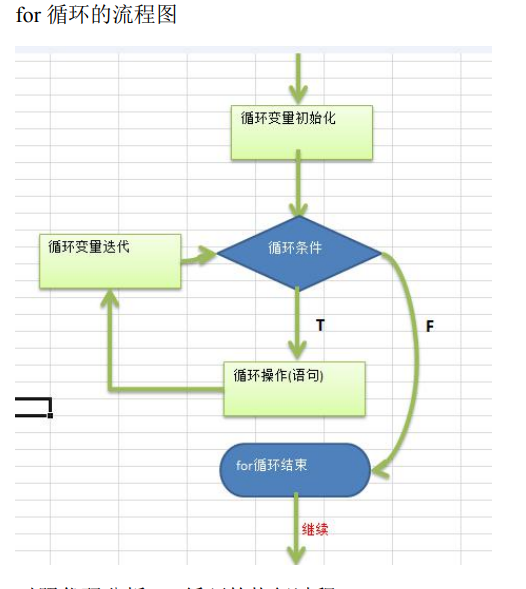 for 循环的流程图
循环变量初始化
循环变量迭代
循环条件
T
F
循环操作(语句)
for循环结束
继续